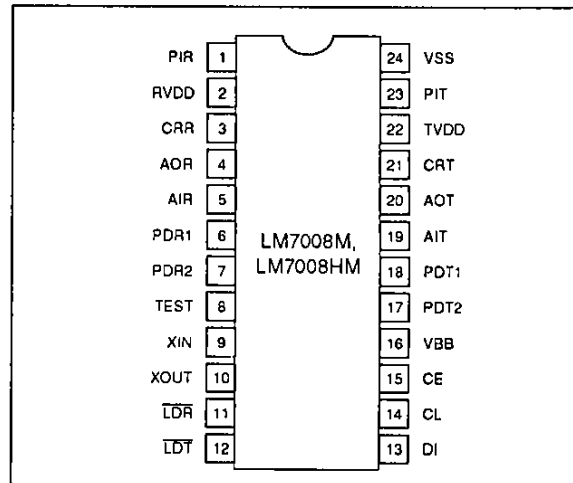 PIR 1 24 VSS
RVDD 2 23 PIT
CRR 3 22 TVDD
AOR 4 21 CRT
AIR 5 20 AOT
PDR1 6 19 AIT
LM7008M,
LM7008HM
PDR2 7 18 PDT1
TEST 8 17 PDT2
XIN 9 16 VBB
XOUT 10 15 CE
L̅D̅R̅ 11 14 CL
L̅D̅T̅ 12 13 DI